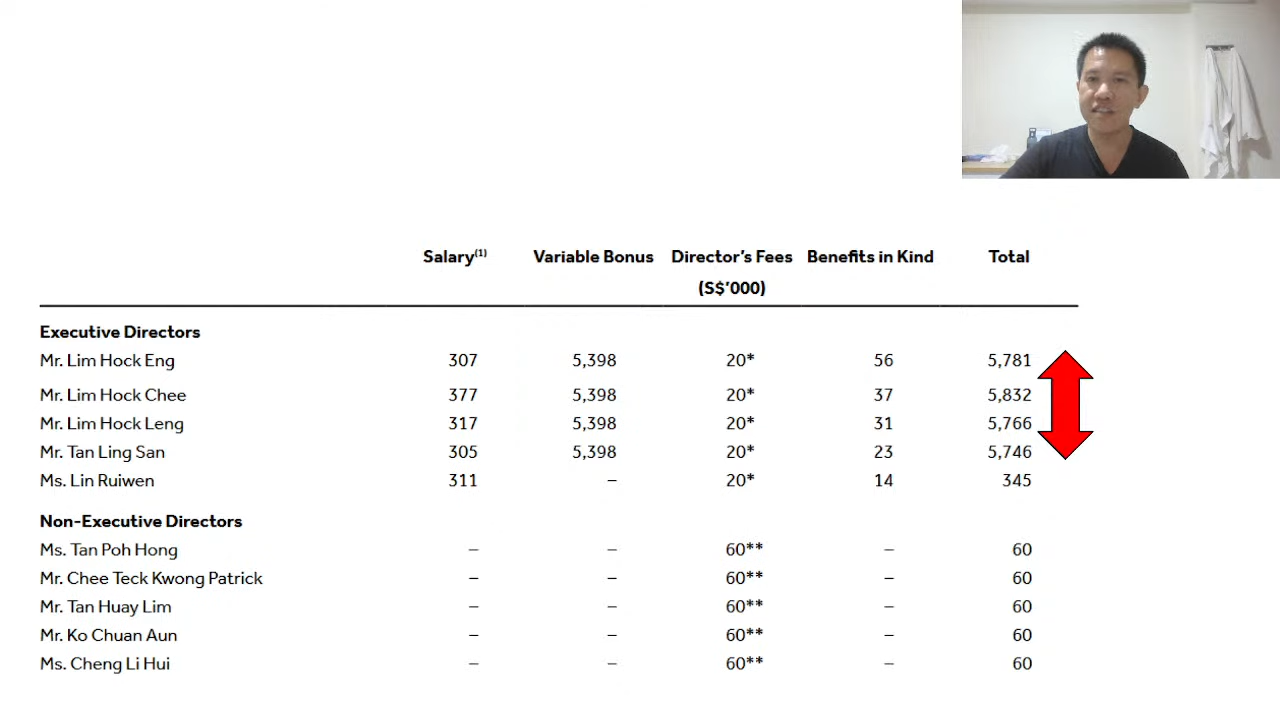 Salary(1) Variable Bonus Director's Fees Benefits in Kind Total
(S$'000)
Executive Directors
Mr. Lim Hock Eng 307 5,398 20* 56 5,781
Mr. Lim Hock Chee 377 5,398 20* 37 5,832
Mr. Lim Hock Leng 317 5,398 20* 31 5,766
Mr. Tan Ling San 305 5,398 20* 23 5,746
Ms. Lin Ruiwen 311 – 20* 14 345
Non-Executive Directors
Ms. Tan Poh Hong – – 60** – 60
Mr. Chee Teck Kwong Patrick – – 60** – 60
Mr. Tan Huay Lim – – 60** – 60
Mr. Ko Chuan Aun – – 60** – 60
Ms. Cheng Li Hui – – 60** – 60